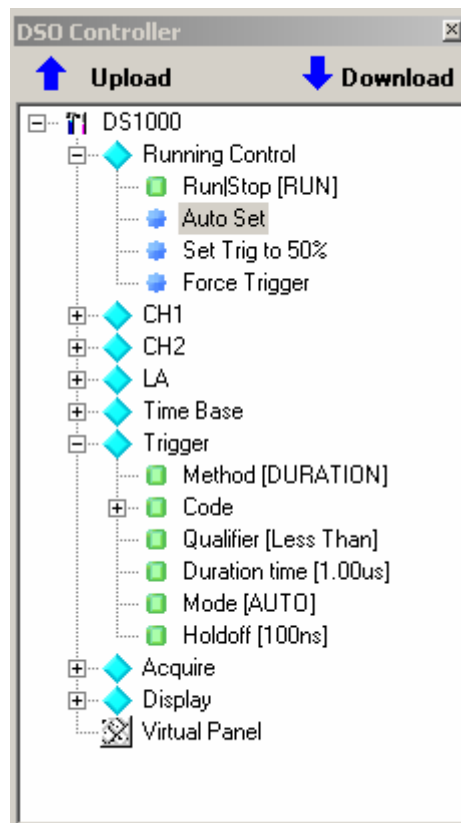 DSO Controller
Upload Download
DS1000
Running Control
Run|Stop [RUN]
Auto Set
Set Trig to 50%
Force Trigger
CH1
CH2
LA
Time Base
Trigger
Method [DURATION]
Code
Qualifier [Less Than]
Duration time [1.00us]
Mode [AUTO]
Holdoff [100ns]
Acquire
Display
Virtual Panel